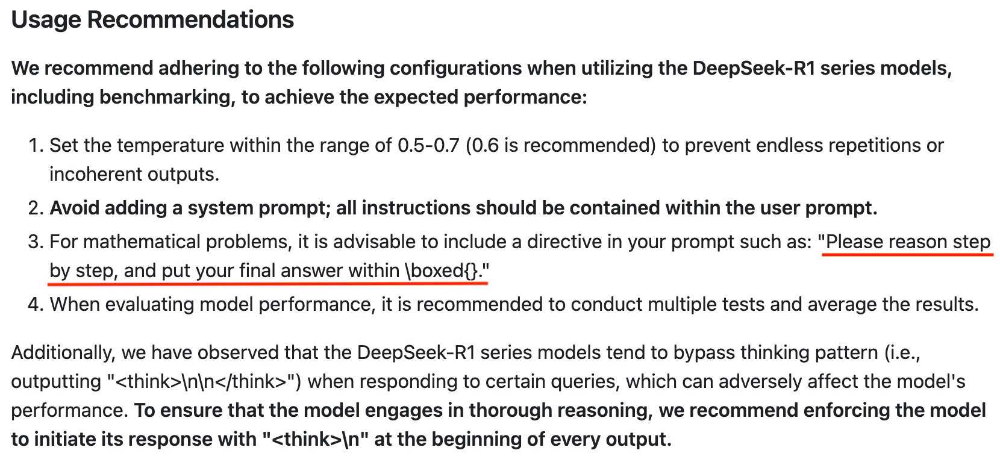 Usage Recommendations
We recommend adhering to the following configurations when utilizing the DeepSeek-R1 series models,
including benchmarking, to achieve the expected performance:
1. Set the temperature within the range of 0.5-0.7 (0.6 is recommended) to prevent endless repetitions or
incoherent outputs.
2. Avoid adding a system prompt; all instructions should be contained within the user prompt.
3. For mathematical problems, it is advisable to include a directive in your prompt such as: "Please reason step
by step, and put your final answer within \boxed{}."
4. When evaluating model performance, it is recommended to conduct multiple tests and average the results.
Additionally, we have observed that the DeepSeek-R1 series models tend to bypass thinking pattern (i.e.,
outputting "<think>\n\n</think>") when responding to certain queries, which can adversely affect the model's
performance. To ensure that the model engages in thorough reasoning, we recommend enforcing the model
to initiate its response with "<think>\n" at the beginning of every output.